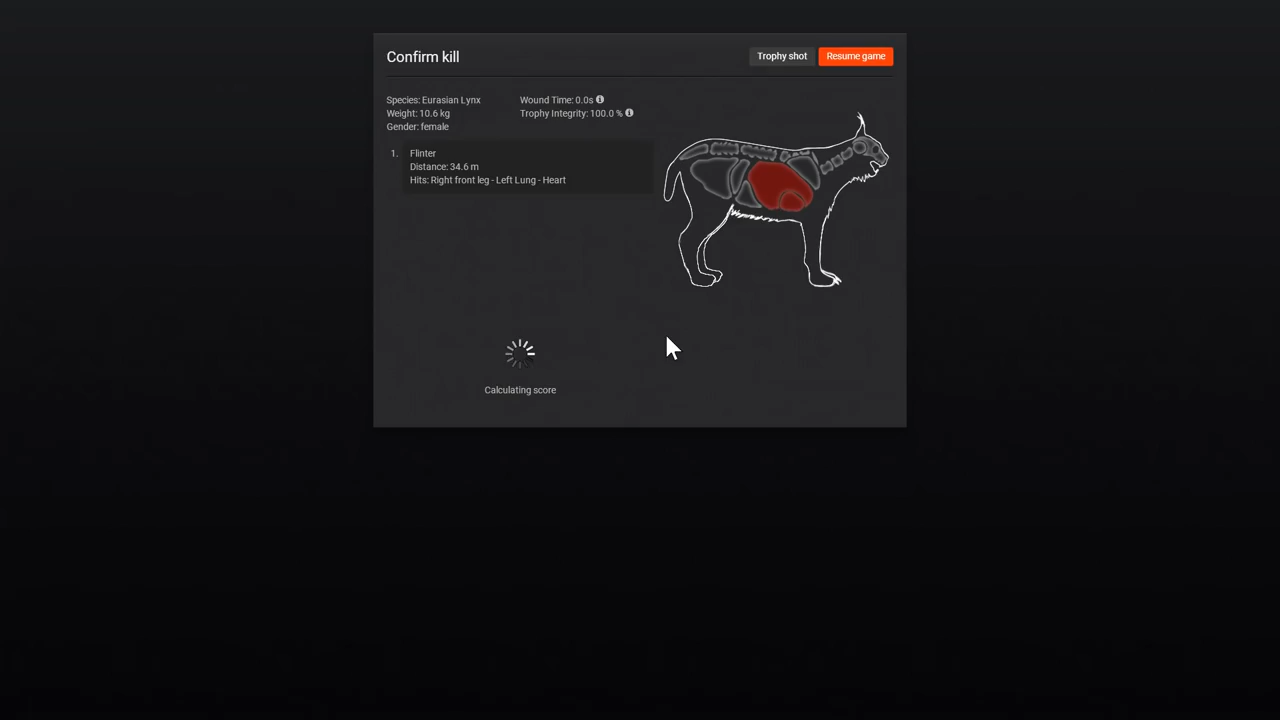 Confirm kill
Trophy shot
Resume game
Species: Eurasian Lynx
Weight: 10.6 kg
Gender: female
Wound Time: 0.0s
Trophy Integrity: 100.0 %
1. Flinter
Distance: 34.6 m
Hits: Right front leg - Left Lung - Heart
Calculating score